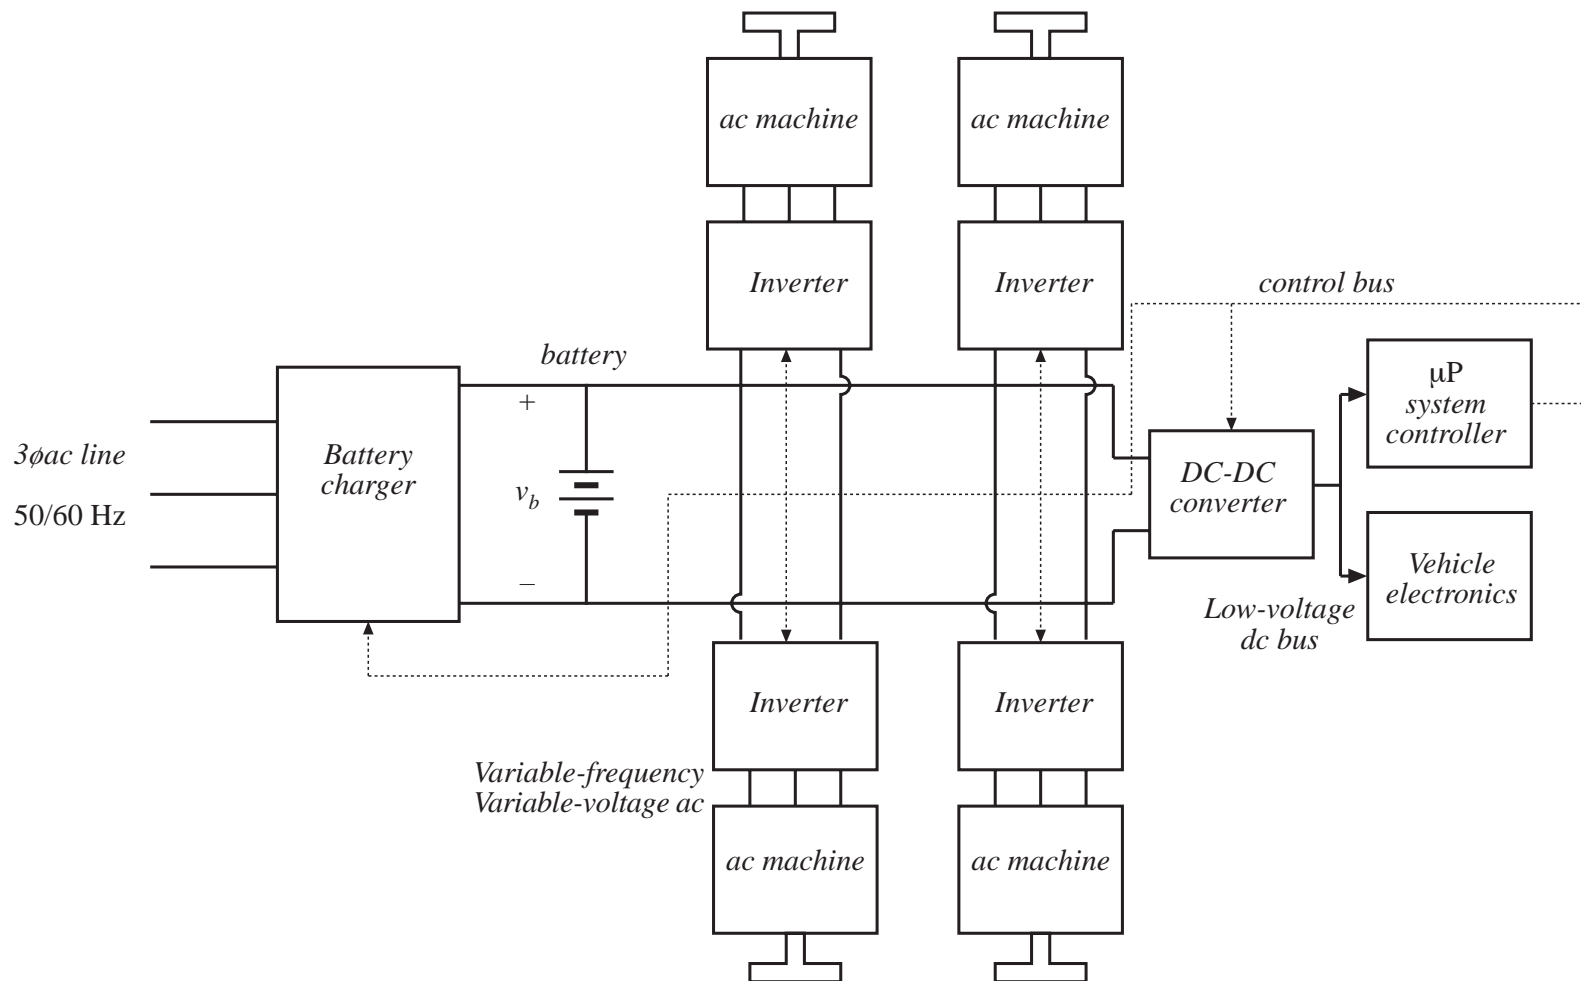 ac machine
ac machine
Inverter
Inverter
control bus
battery
+
μP
system
controller
3øac line
50/60 Hz
Battery
charger
v_b
DC-DC
converter
−
Vehicle
electronics
Low-voltage
dc bus
Inverter
Inverter
Variable-frequency
Variable-voltage ac
ac machine
ac machine